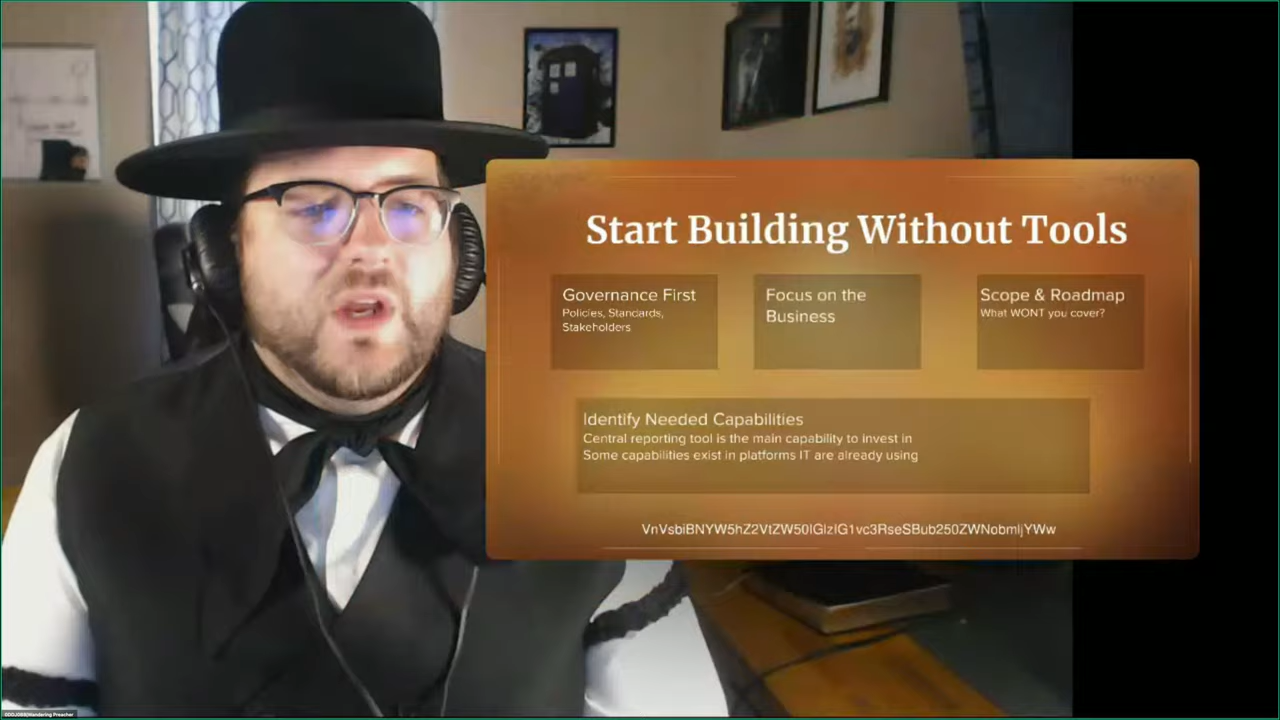 Start Building Without Tools
Governance First
Policies, Standards,
Stakeholders
Focus on the
Business
Scope & Roadmap
What WONT you cover?
Identify Needed Capabilities
Central reporting tool is the main capability to invest in
Some capabilities exist in platforms IT are already using
VnVsbiBNYW5hZ2VtZW50IGlzIG1vc3RseSBub250ZWNobmljYWw
Wandering Preacher